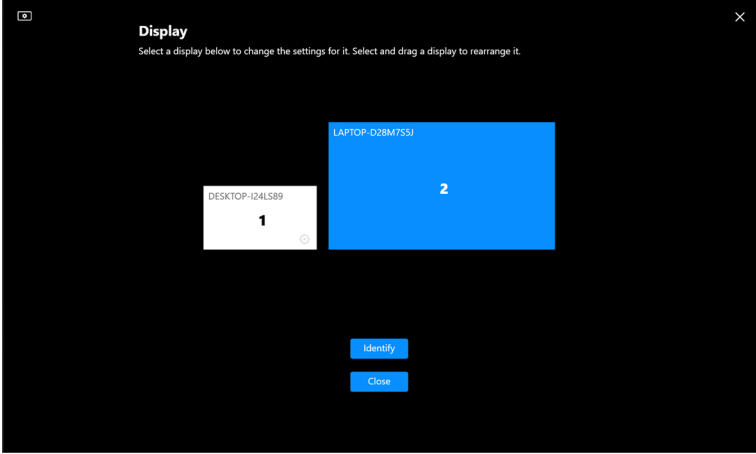 Display
Select a display below to change the settings for it. Select and drag a display to rearrange it.
LAPTOP-D28M7S5J
2
DESKTOP-I24LS89
1
Identify
Close